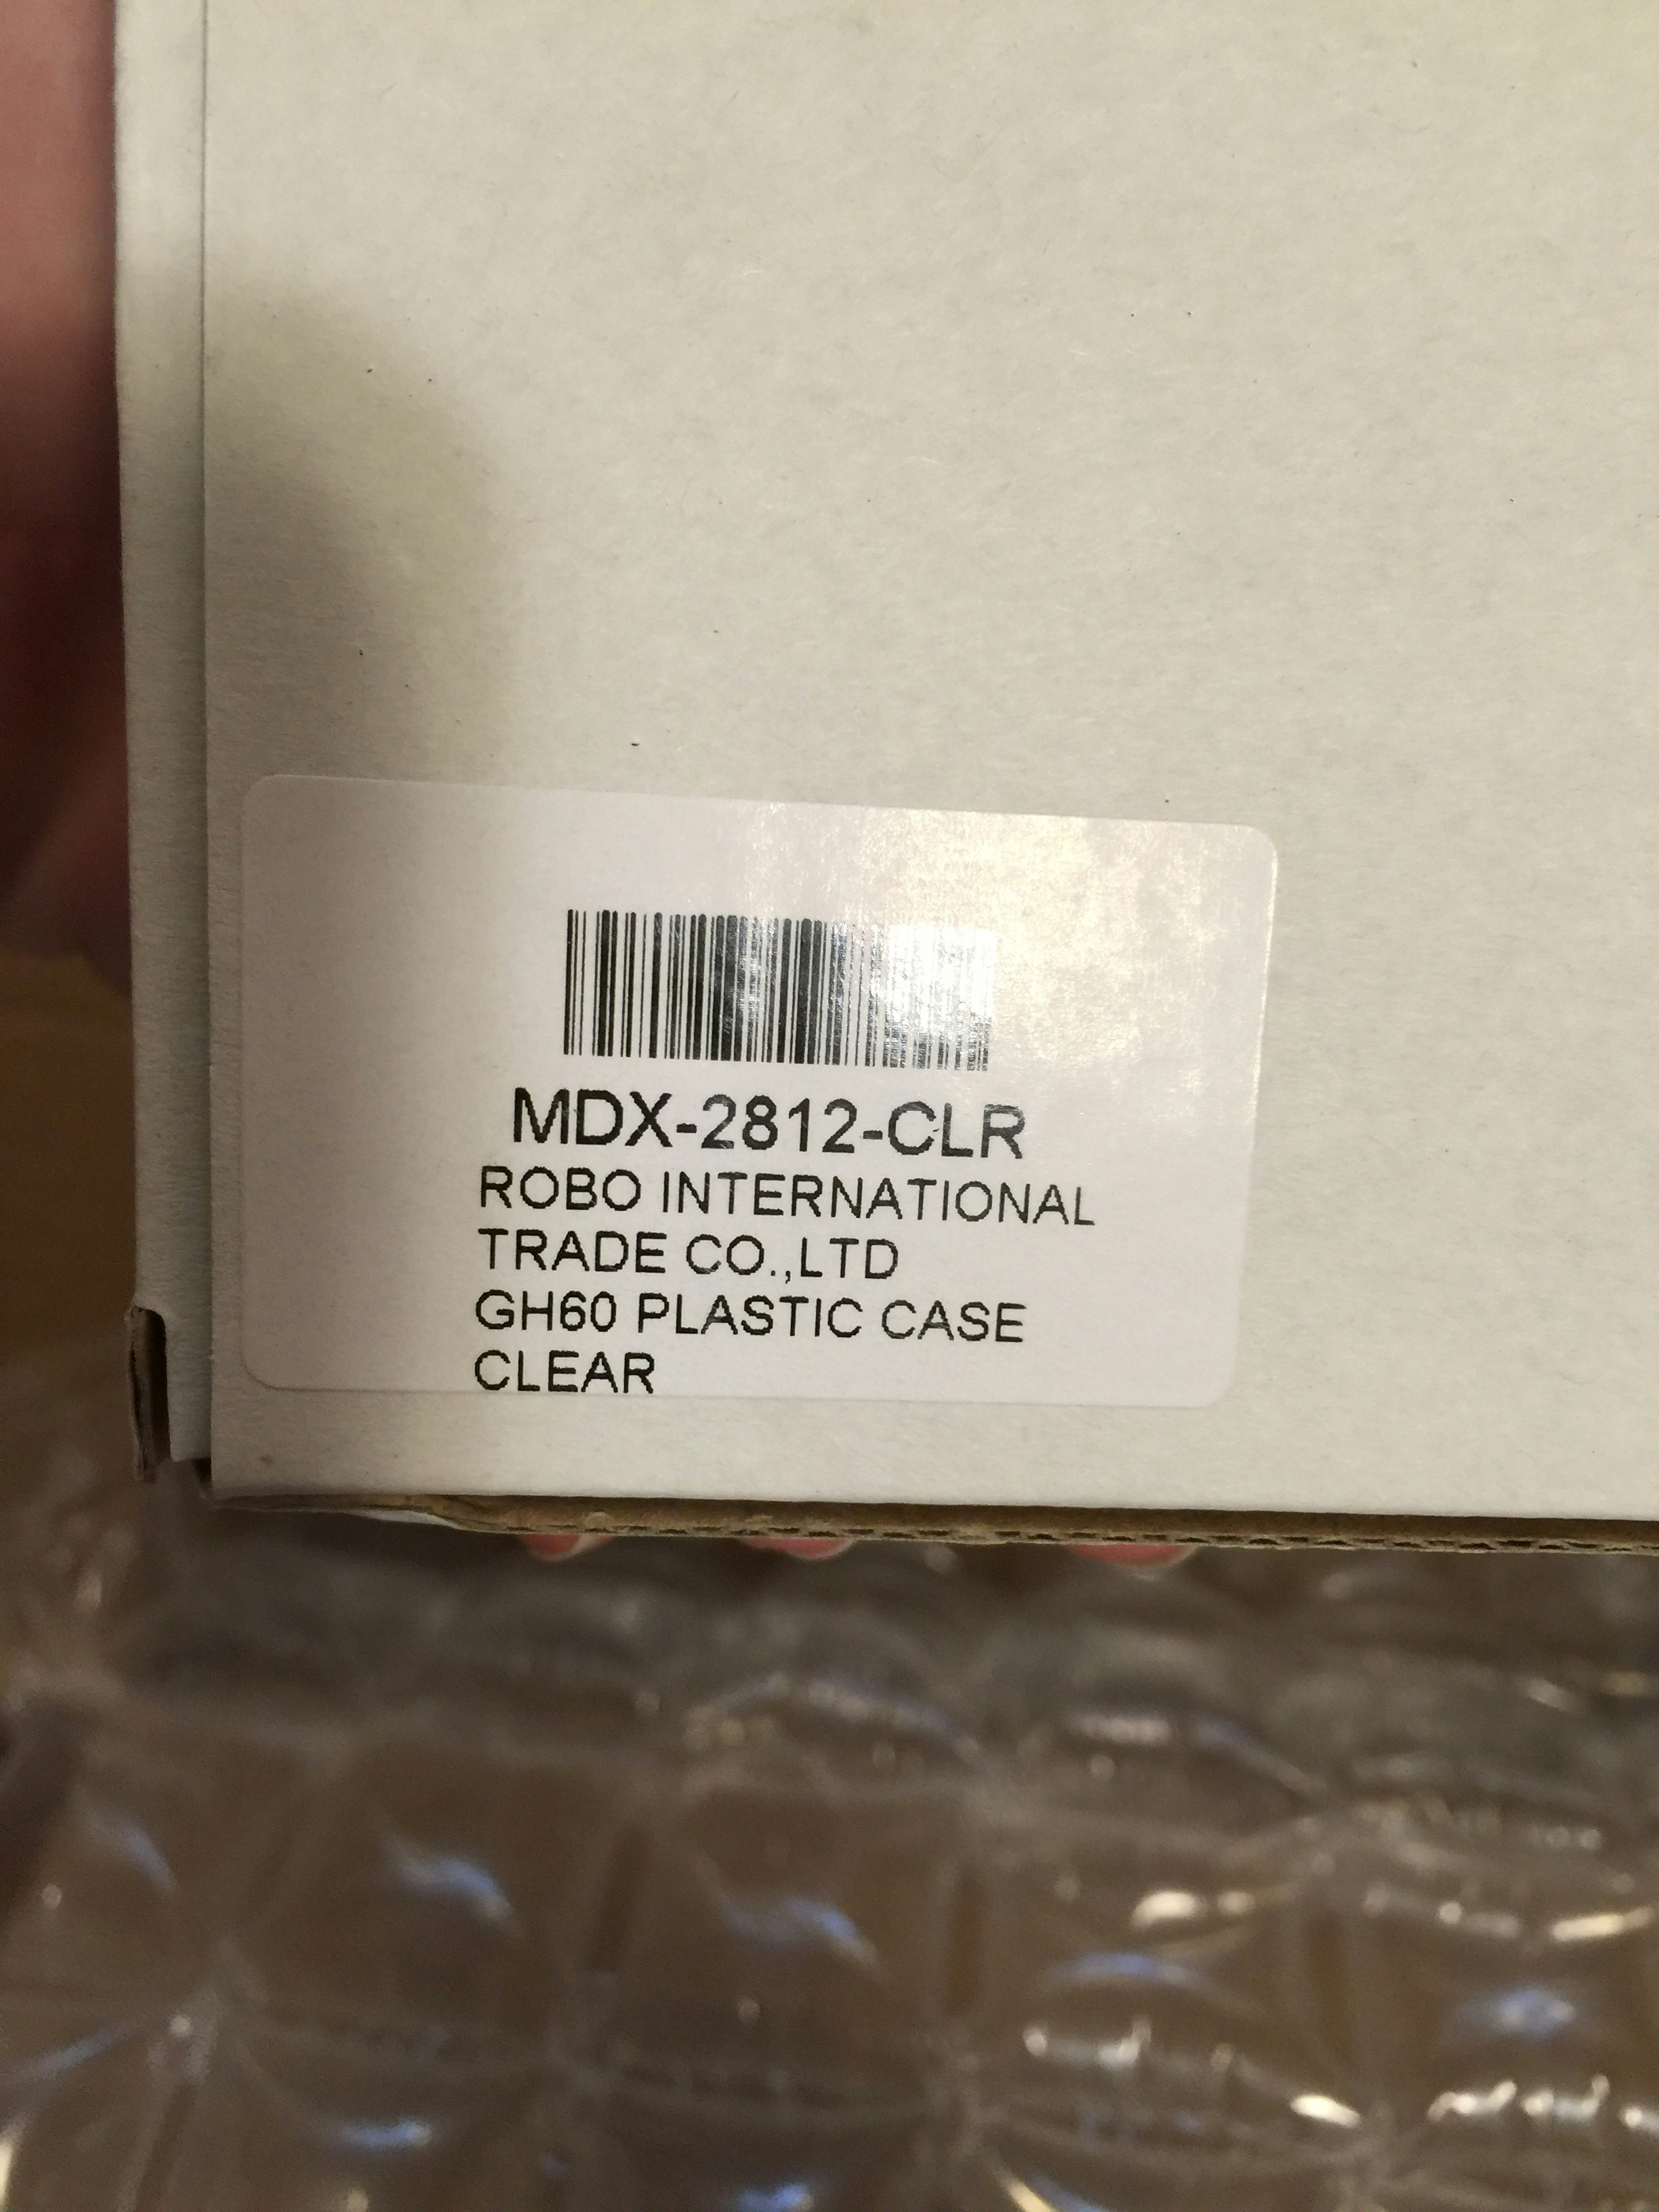 MDX-2812-CLR
ROBO INTERNATIONAL
TRADE CO.,LTD
GH60 PLASTIC CASE
CLEAR